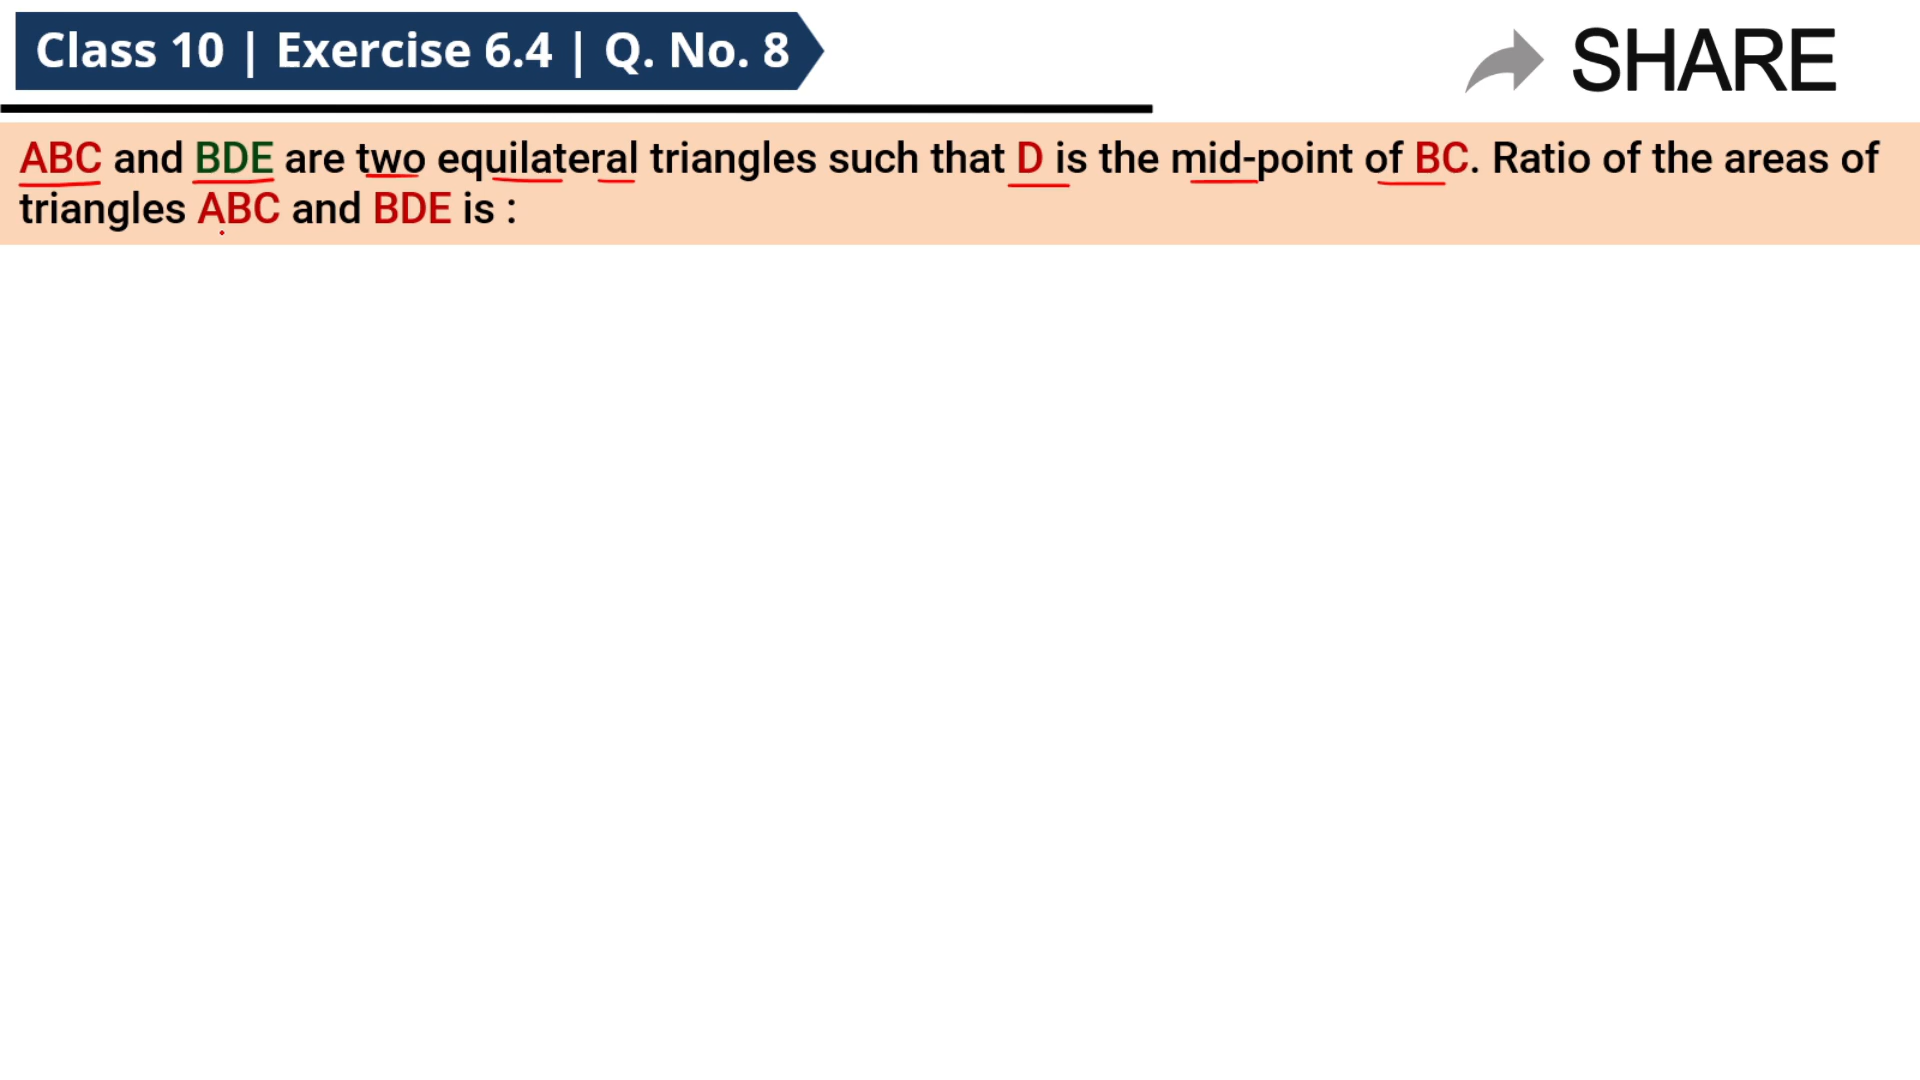 Class 10 | Exercise 6.4 | Q. No. 8
SHARE
ABC and BDE are two equilateral triangles such that D is the mid-point of BC. Ratio of the areas of
triangles ABC and BDE is :